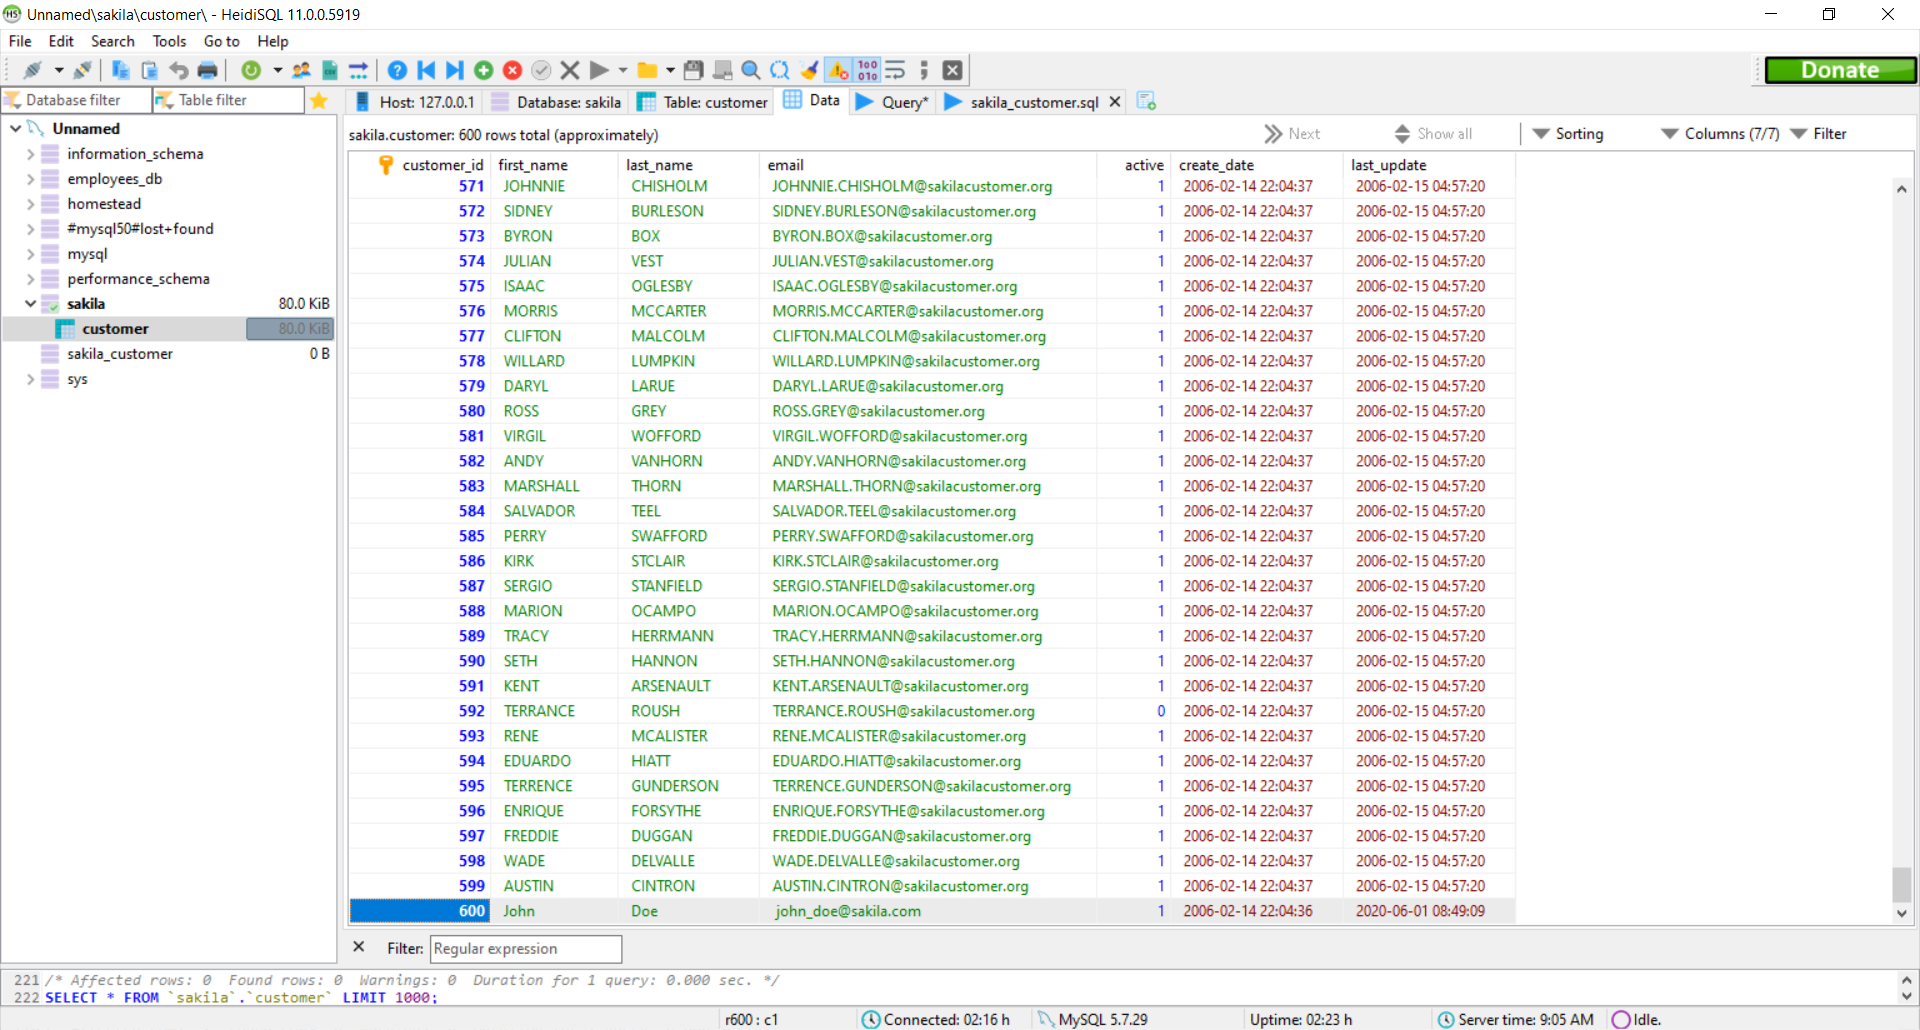 Unnamed\sakila\customer\ - HeidiSQL 11.0.0.5919
File Edit Search Tools Go to Help
Donate
Database filter Table filter
Host: 127.0.0.1 Database: sakila Table: customer Data Query* sakila_customer.sql
Unnamed
information_schema
employees_db
homestead
#mysql50#lost+found
mysql
performance_schema
sakila 80.0 KiB
customer 80.0 KiB
sakila_customer 0 B
sys
sakila.customer: 600 rows total (approximately) Next Show all Sorting Columns (7/7) Filter
customer_id first_name last_name email active create_date last_update
571 JOHNNIE CHISHOLM JOHNNIE.CHISHOLM@sakilacustomer.org 1 2006-02-14 22:04:37 2006-02-15 04:57:20
572 SIDNEY BURLESON SIDNEY.BURLESON@sakilacustomer.org 1 2006-02-14 22:04:37 2006-02-15 04:57:20
573 BYRON BOX BYRON.BOX@sakilacustomer.org 1 2006-02-14 22:04:37 2006-02-15 04:57:20
574 JULIAN VEST JULIAN.VEST@sakilacustomer.org 1 2006-02-14 22:04:37 2006-02-15 04:57:20
575 ISAAC OGLESBY ISAAC.OGLESBY@sakilacustomer.org 1 2006-02-14 22:04:37 2006-02-15 04:57:20
576 MORRIS MCCARTER MORRIS.MCCARTER@sakilacustomer.org 1 2006-02-14 22:04:37 2006-02-15 04:57:20
577 CLIFTON MALCOLM CLIFTON.MALCOLM@sakilacustomer.org 1 2006-02-14 22:04:37 2006-02-15 04:57:20
578 WILLARD LUMPKIN WILLARD.LUMPKIN@sakilacustomer.org 1 2006-02-14 22:04:37 2006-02-15 04:57:20
579 DARYL LARUE DARYL.LARUE@sakilacustomer.org 1 2006-02-14 22:04:37 2006-02-15 04:57:20
580 ROSS GREY ROSS.GREY@sakilacustomer.org 1 2006-02-14 22:04:37 2006-02-15 04:57:20
581 VIRGIL WOFFORD VIRGIL.WOFFORD@sakilacustomer.org 1 2006-02-14 22:04:37 2006-02-15 04:57:20
582 ANDY VANHORN ANDY.VANHORN@sakilacustomer.org 1 2006-02-14 22:04:37 2006-02-15 04:57:20
583 MARSHALL THORN MARSHALL.THORN@sakilacustomer.org 1 2006-02-14 22:04:37 2006-02-15 04:57:20
584 SALVADOR TEEL SALVADOR.TEEL@sakilacustomer.org 1 2006-02-14 22:04:37 2006-02-15 04:57:20
585 PERRY SWAFFORD PERRY.SWAFFORD@sakilacustomer.org 1 2006-02-14 22:04:37 2006-02-15 04:57:20
586 KIRK STCLAIR KIRK.STCLAIR@sakilacustomer.org 1 2006-02-14 22:04:37 2006-02-15 04:57:20
587 SERGIO STANFIELD SERGIO.STANFIELD@sakilacustomer.org 1 2006-02-14 22:04:37 2006-02-15 04:57:20
588 MARION OCAMPO MARION.OCAMPO@sakilacustomer.org 1 2006-02-14 22:04:37 2006-02-15 04:57:20
589 TRACY HERRMANN TRACY.HERRMANN@sakilacustomer.org 1 2006-02-14 22:04:37 2006-02-15 04:57:20
590 SETH HANNON SETH.HANNON@sakilacustomer.org 1 2006-02-14 22:04:37 2006-02-15 04:57:20
591 KENT ARSENAULT KENT.ARSENAULT@sakilacustomer.org 1 2006-02-14 22:04:37 2006-02-15 04:57:20
592 TERRANCE ROUSH TERRANCE.ROUSH@sakilacustomer.org 0 2006-02-14 22:04:37 2006-02-15 04:57:20
593 RENE MCALISTER RENE.MCALISTER@sakilacustomer.org 1 2006-02-14 22:04:37 2006-02-15 04:57:20
594 EDUARDO HIATT EDUARDO.HIATT@sakilacustomer.org 1 2006-02-14 22:04:37 2006-02-15 04:57:20
595 TERRENCE GUNDERSON TERRENCE.GUNDERSON@sakilacustomer.org 1 2006-02-14 22:04:37 2006-02-15 04:57:20
596 ENRIQUE FORSYTHE ENRIQUE.FORSYTHE@sakilacustomer.org 1 2006-02-14 22:04:37 2006-02-15 04:57:20
597 FREDDIE DUGGAN FREDDIE.DUGGAN@sakilacustomer.org 1 2006-02-14 22:04:37 2006-02-15 04:57:20
598 WADE DELVALLE WADE.DELVALLE@sakilacustomer.org 1 2006-02-14 22:04:37 2006-02-15 04:57:20
599 AUSTIN CINTRON AUSTIN.CINTRON@sakilacustomer.org 1 2006-02-14 22:04:37 2006-02-15 04:57:20
600 John Doe john_doe@sakila.com 1 2006-02-14 22:04:36 2020-06-01 08:49:09
Filter: Regular expression
221 /* Affected rows: 0 Found rows: 0 Warnings: 0 Duration for 1 query: 0.000 sec. */
222 SELECT * FROM `sakila`.`customer` LIMIT 1000;
r600 : c1 Connected: 02:16 h MySQL 5.7.29 Uptime: 02:23 h Server time: 9:05 AM Idle.